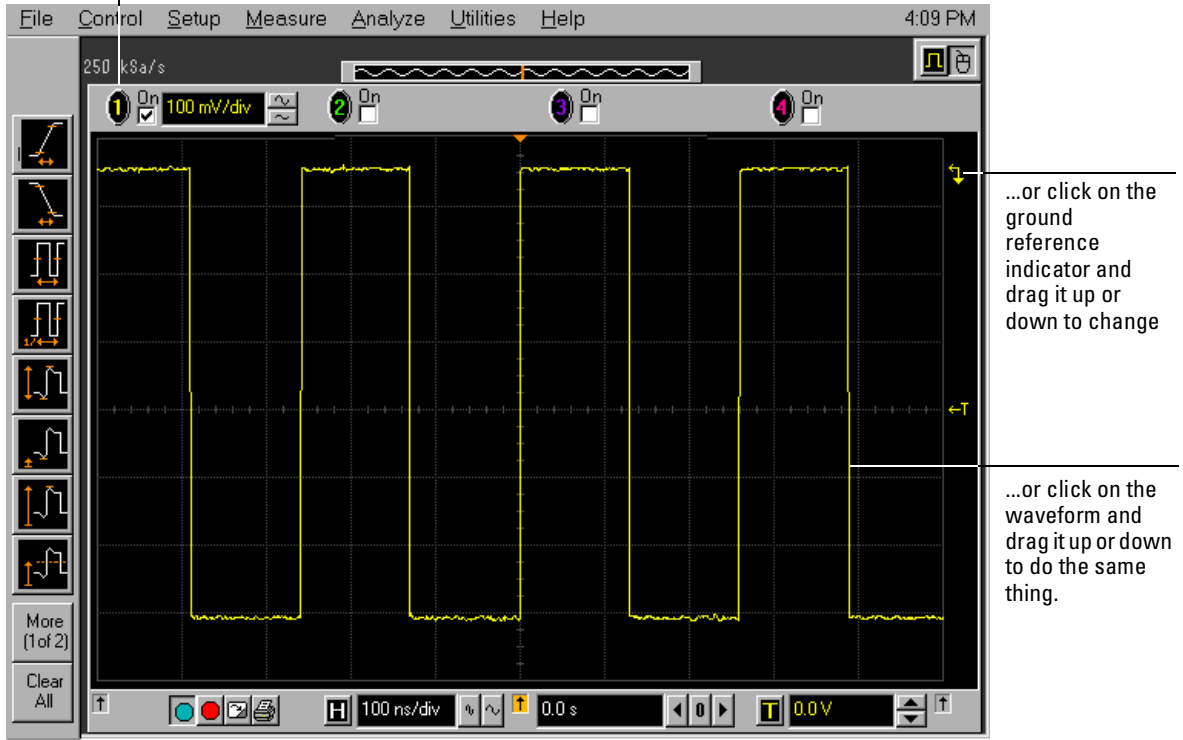 File Control Setup Measure Analyze Utilities Help 4:09 PM
250 kSa/s
1 On 100 mV/div 2 On 3 On 4 On
...or click on the
ground
reference
indicator and
drag it up or
down to change
T
...or click on the
waveform and
drag it up or down
to do the same
thing.
1/
More
(1of 2)
Clear
All
H 100 ns/div 0.0 s 0 T 0.0 V